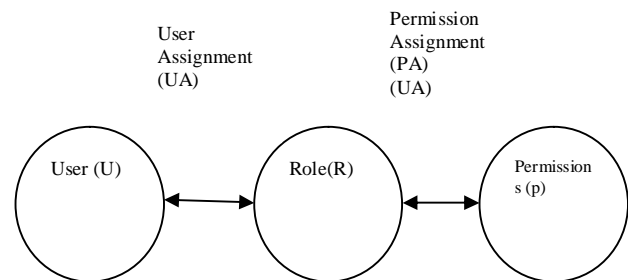 User
Assignment
(UA)
Permission
Assignment
(PA)
(UA)
User (U)
Role(R)
Permission
s (p)